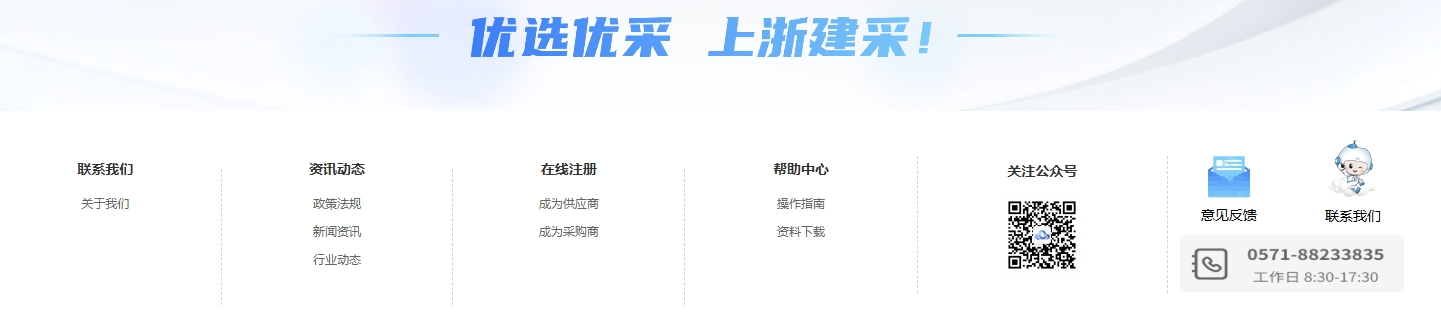 优选优采 上浙建采！
联系我们
关于我们
资讯动态
政策法规
新闻资讯
行业动态
在线注册
成为供应商
成为采购商
帮助中心
操作指南
资料下载
关注公众号
意见反馈
联系我们
0571-88233835
工作日 8:30-17:30